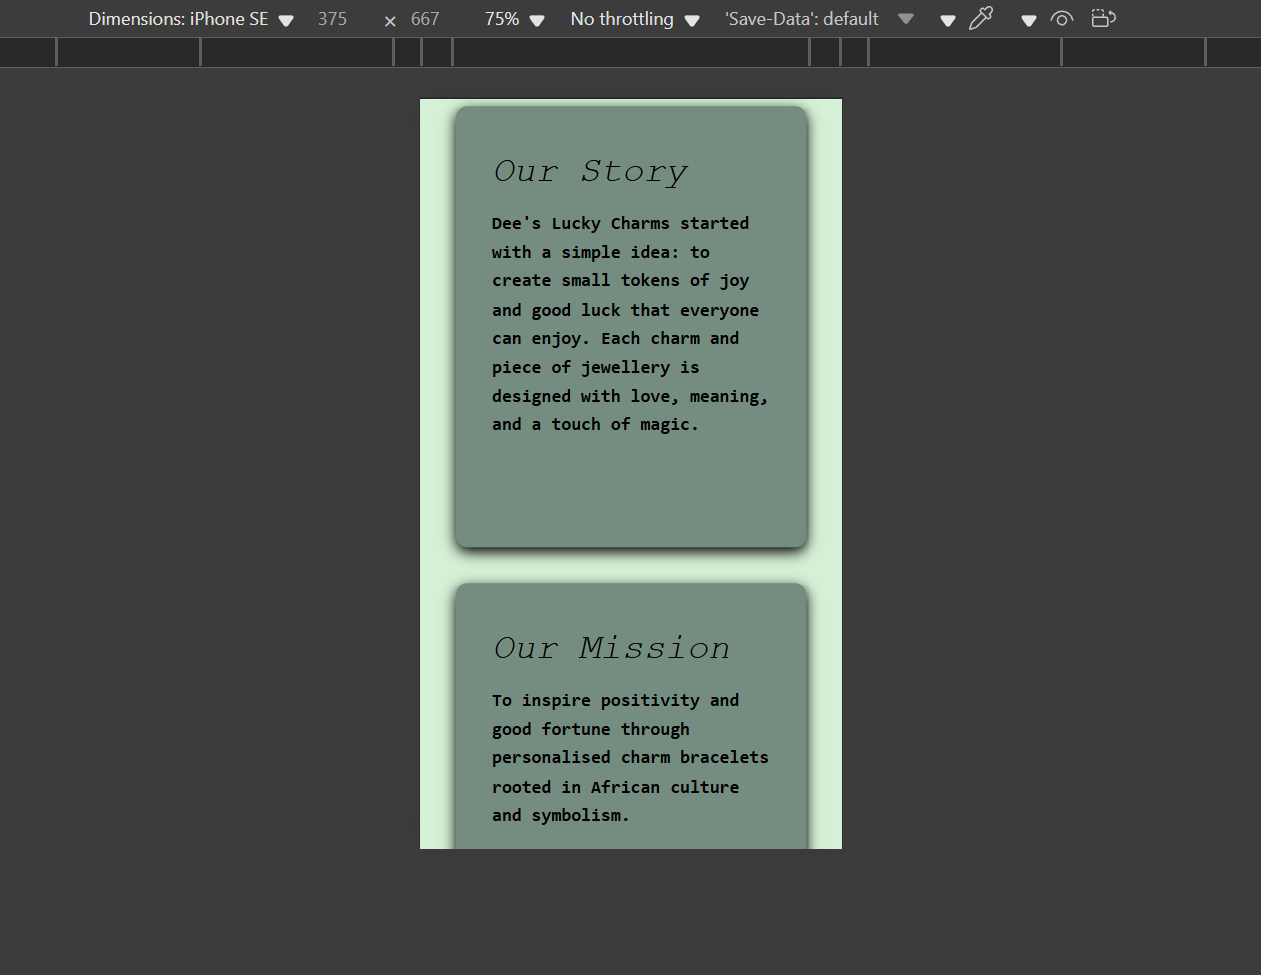 Dimensions: iPhone SE 375 × 667 75% No throttling 'Save-Data': default
Our Story
Dee's Lucky Charms started
with a simple idea: to
create small tokens of joy
and good luck that everyone
can enjoy. Each charm and
piece of jewellery is
designed with love, meaning,
and a touch of magic.
Our Mission
To inspire positivity and
good fortune through
personalised charm bracelets
rooted in African culture
and symbolism.